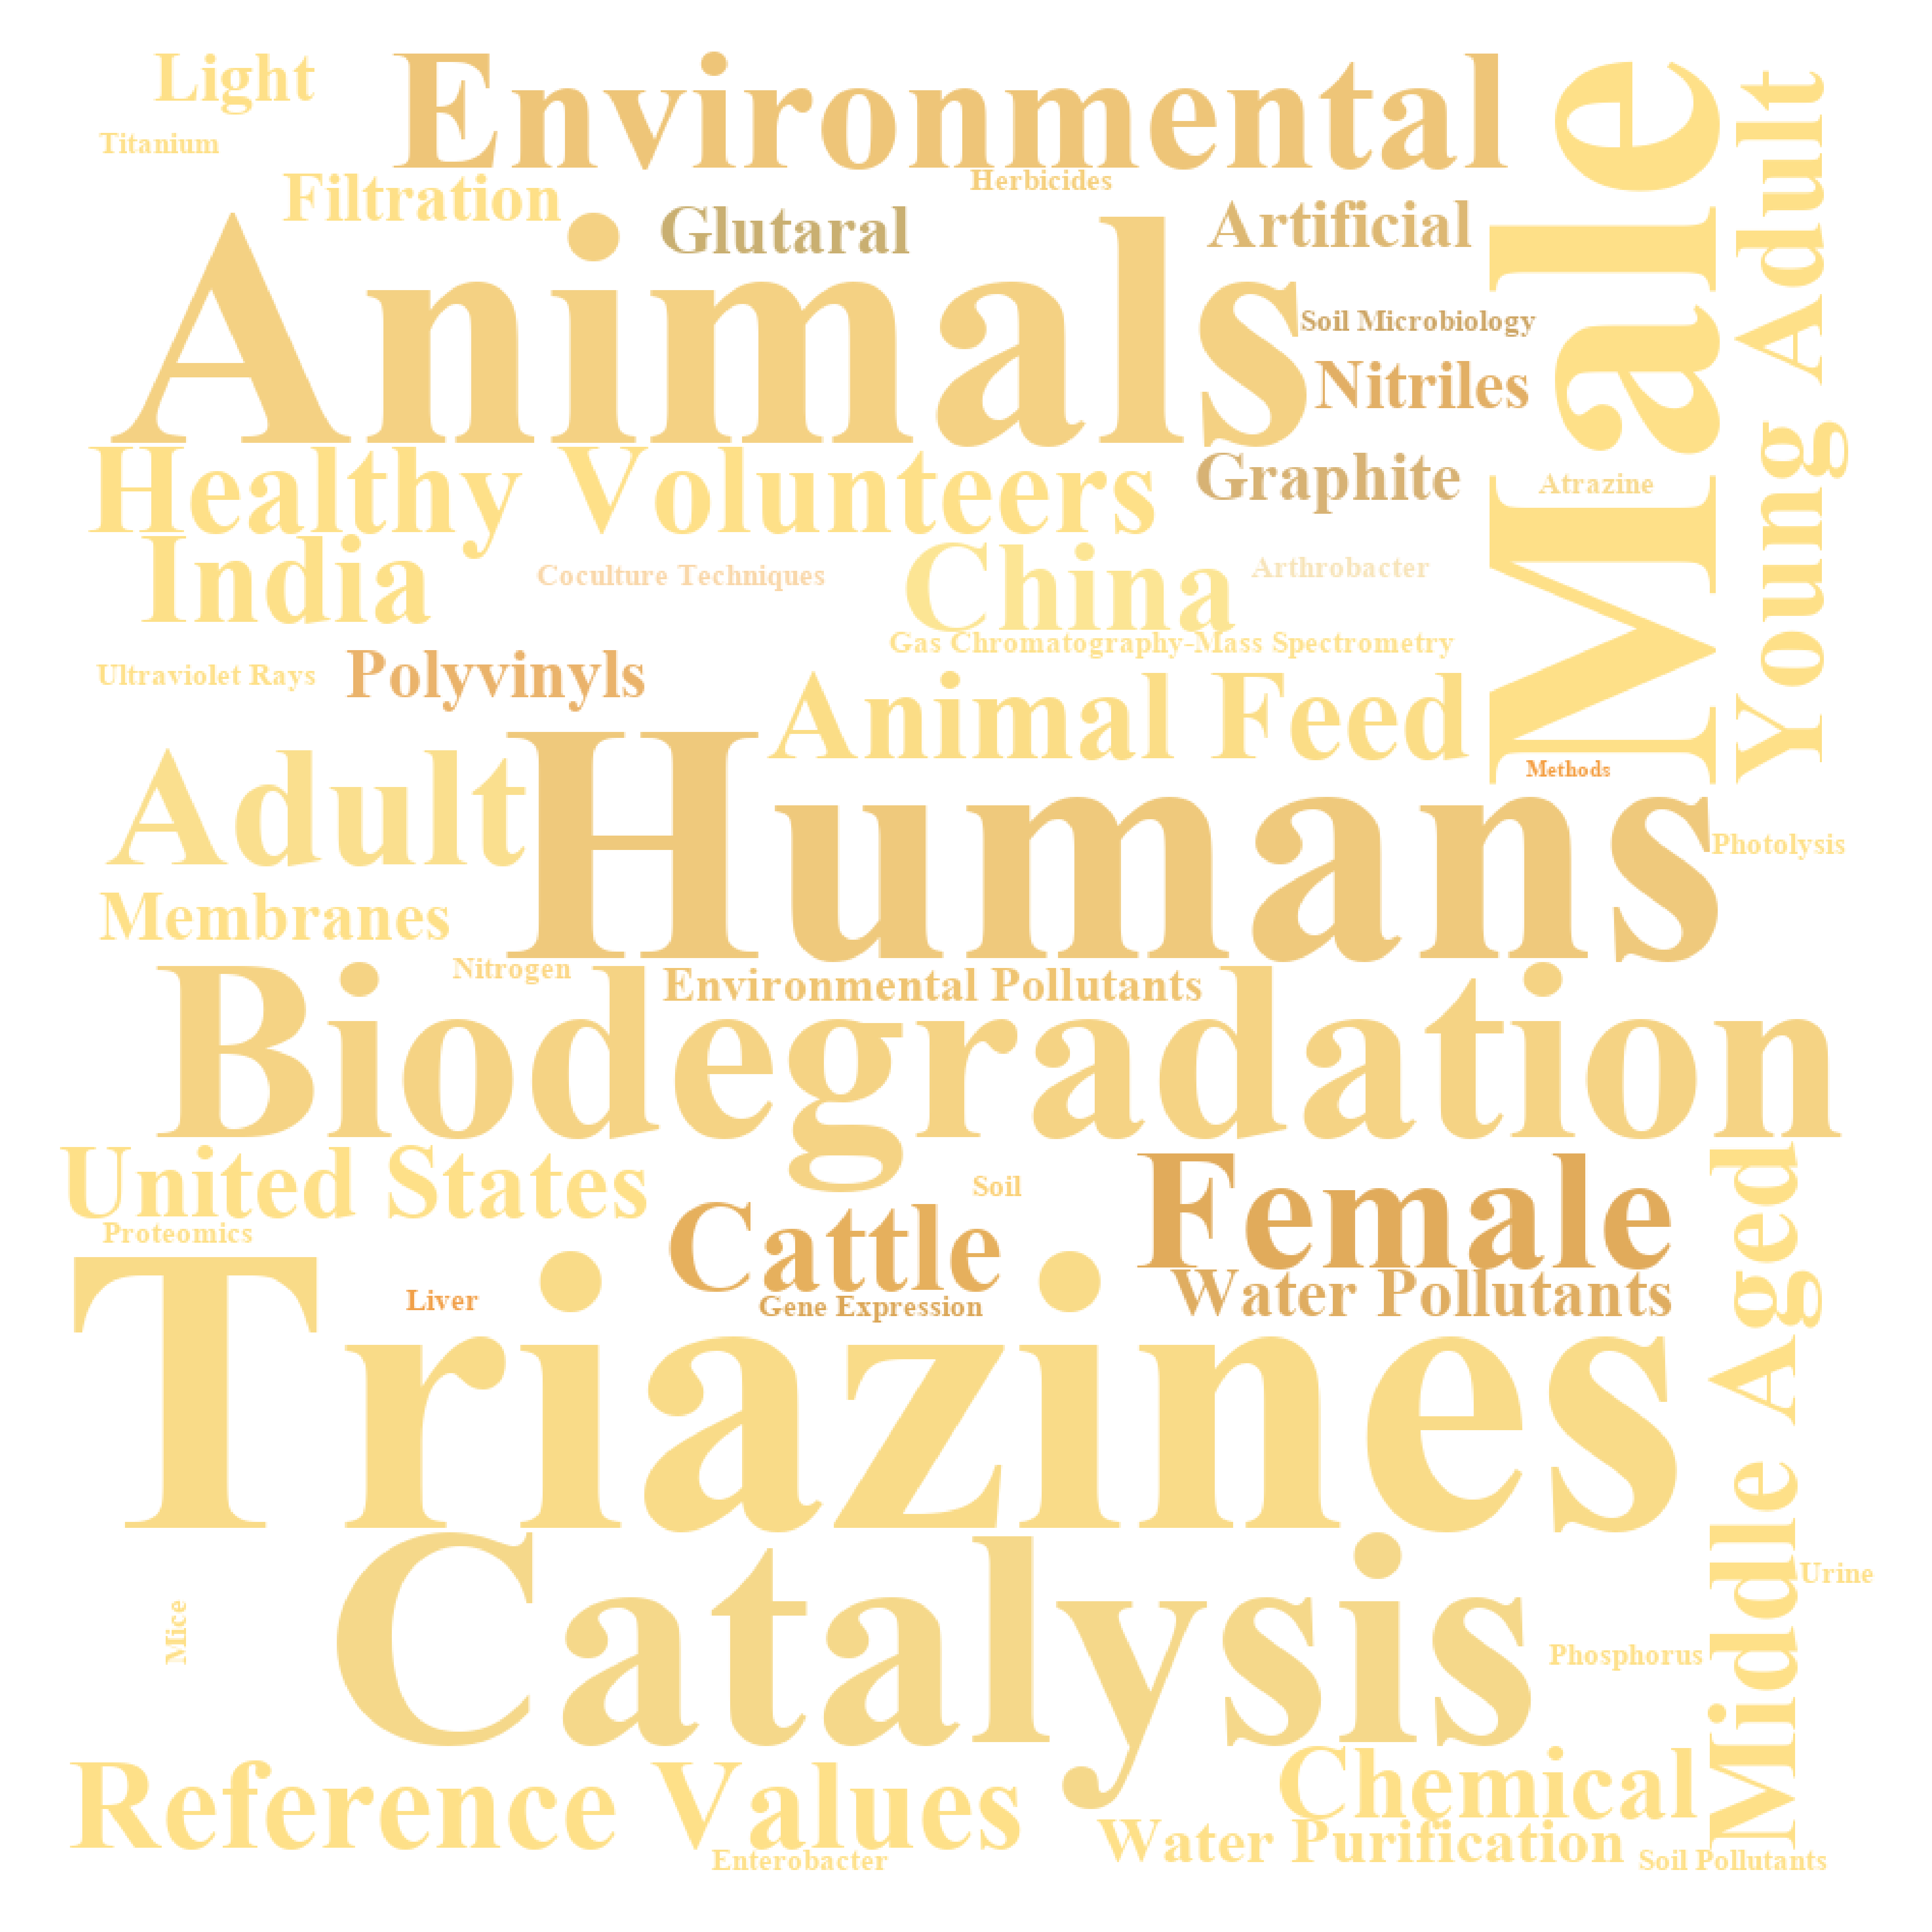 Light
Environmental
Male
Young Adult
Titanium
Filtration
Herbicides
Glutaral
Artificial
Animals
Soil Microbiology
Nitriles
Healthy Volunteers
Graphite
Atrazine
India
Coculture Techniques
China
Arthrobacter
Gas Chromatography-Mass Spectrometry
Ultraviolet Rays
Polyvinyls
Animal Feed
Methods
Adult
Humans
Photolysis
Membranes
Nitrogen
Environmental Pollutants
Biodegradation
United States
Soil
Female
Middle Aged
Proteomics
Cattle
Liver
Gene Expression
Water Pollutants
Triazines
Catalysis
Urine
Mice
Phosphorus
Reference Values
Chemical
Water Purification
Enterobacter
Soil Pollutants